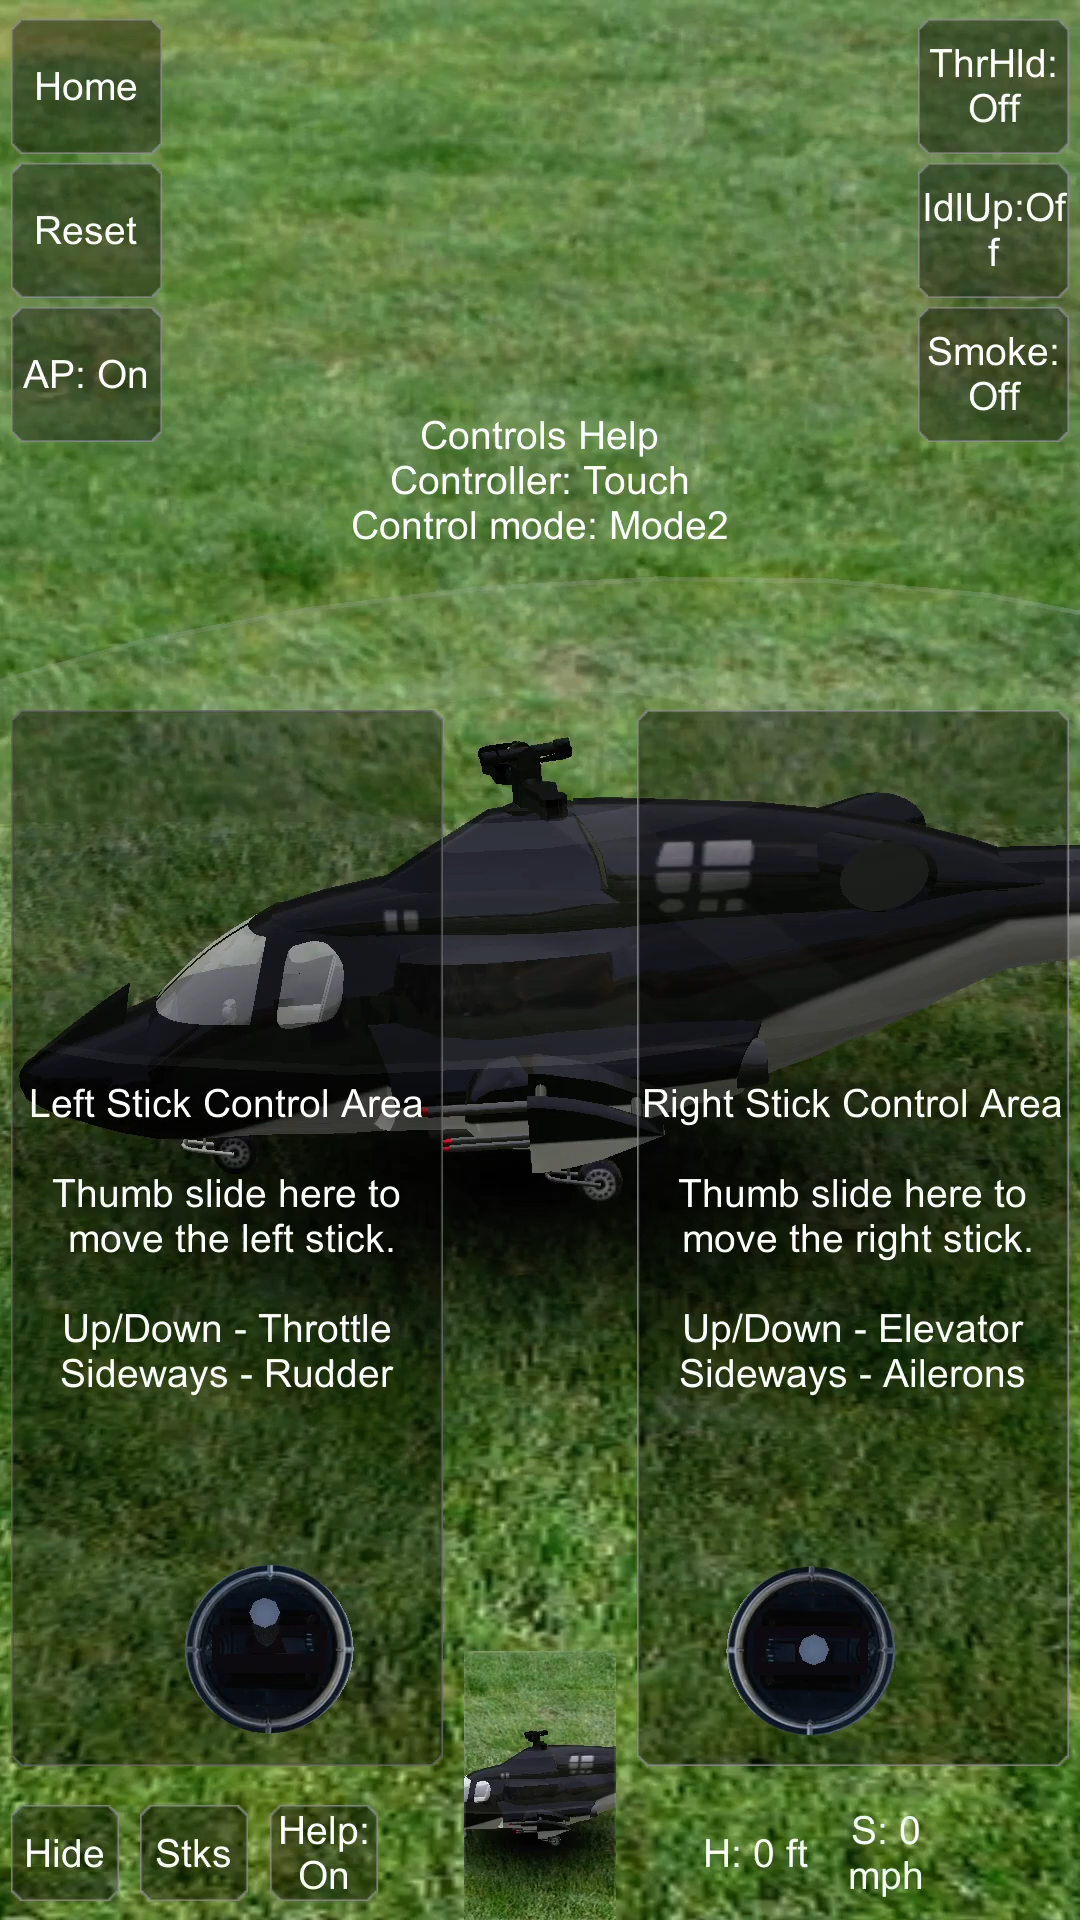 Home
ThrHld:
Off
Reset
IdlUp:Of
f
AP: On
Smoke:
Off
Controls Help
Controller: Touch
Control mode: Mode2
Left Stick Control Area
Thumb slide here to
move the left stick.
Up/Down - Throttle
Sideways - Rudder
Right Stick Control Area
Thumb slide here to
move the right stick.
Up/Down - Elevator
Sideways - Ailerons
Hide
Stks
Help:
On
H: 0 ft
S: 0
mph